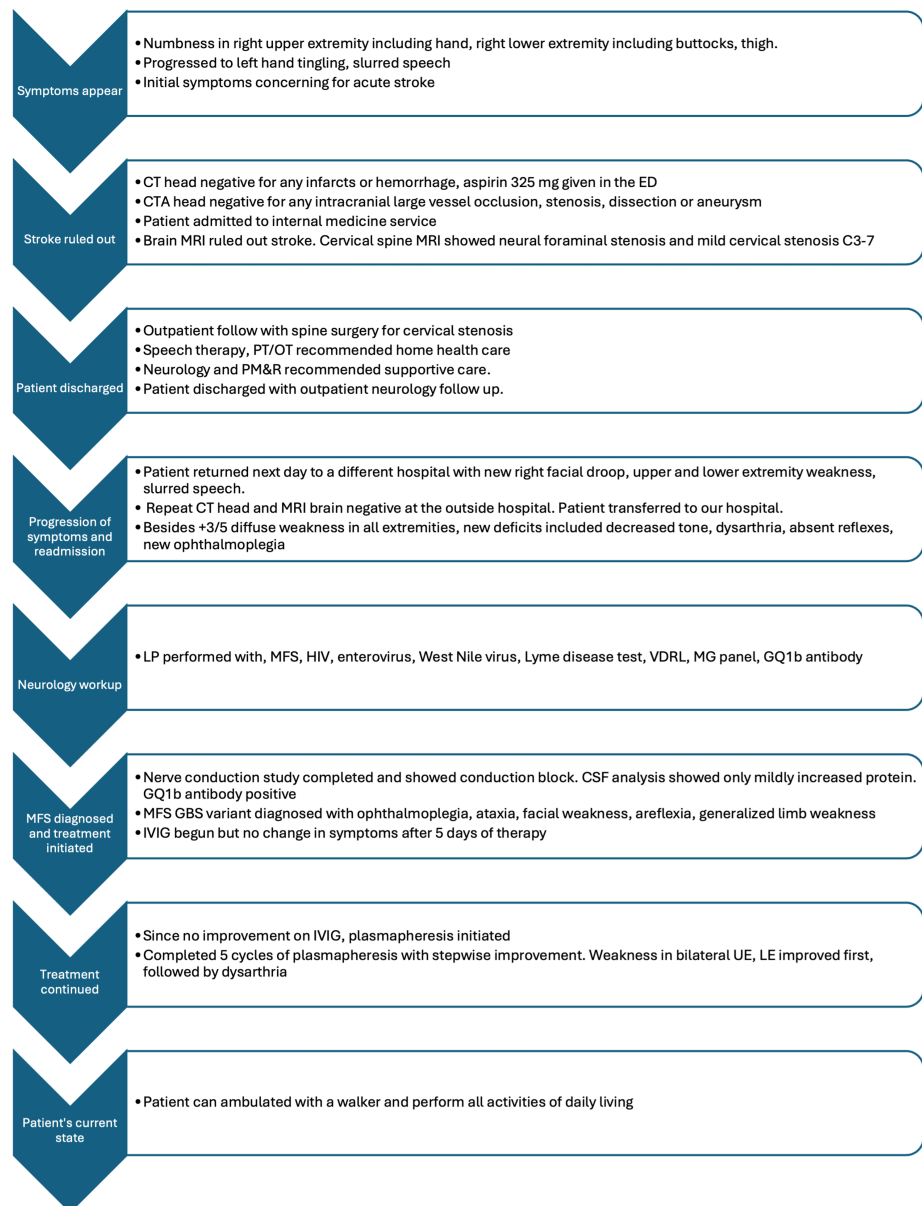 Symptoms appear
•Numbness in right upper extremity including hand, right lower extremity including buttocks, thigh.
•Progressed to left hand tingling, slurred speech
•Initial symptoms concerning for acute stroke
Stroke ruled out
•CT head negative for any infarcts or hemorrhage, aspirin 325 mg given in the ED
•CTA head negative for any intracranial large vessel occlusion, stenosis, dissection or aneurysm
•Patient admitted to internal medicine service
•Brain MRI ruled out stroke. Cervical spine MRI showed neural foraminal stenosis and mild cervical stenosis C3-7
Patient discharged
•Outpatient follow with spine surgery for cervical stenosis
•Speech therapy, PT/OT recommended home health care
•Neurology and PM&R recommended supportive care.
•Patient discharged with outpatient neurology follow up.
Progression of
symptoms and
readmission
•Patient returned next day to a different hospital with new right facial droop, upper and lower extremity weakness,
slurred speech.
• Repeat CT head and MRI brain negative at the outside hospital. Patient transferred to our hospital.
•Besides +3/5 diffuse weakness in all extremities, new deficits included decreased tone, dysarthria, absent reflexes,
new ophthalmoplegia
Neurology workup
•LP performed with, MFS, HIV, enterovirus, West Nile virus, Lyme disease test, VDRL, MG panel, GQ1b antibody
MFS diagnosed
and treatment
initiated
•Nerve conduction study completed and showed conduction block. CSF analysis showed only mildly increased protein.
GQ1b antibody positive
•MFS GBS variant diagnosed with ophthalmoplegia, ataxia, facial weakness, areflexia, generalized limb weakness
•IVIG begun but no change in symptoms after 5 days of therapy
Treatment
continued
•Since no improvement on IVIG, plasmapheresis initiated
•Completed 5 cycles of plasmapheresis with stepwise improvement. Weakness in bilateral UE, LE improved first,
followed by dysarthria
Patient's current
state
•Patient can ambulated with a walker and perform all activities of daily living